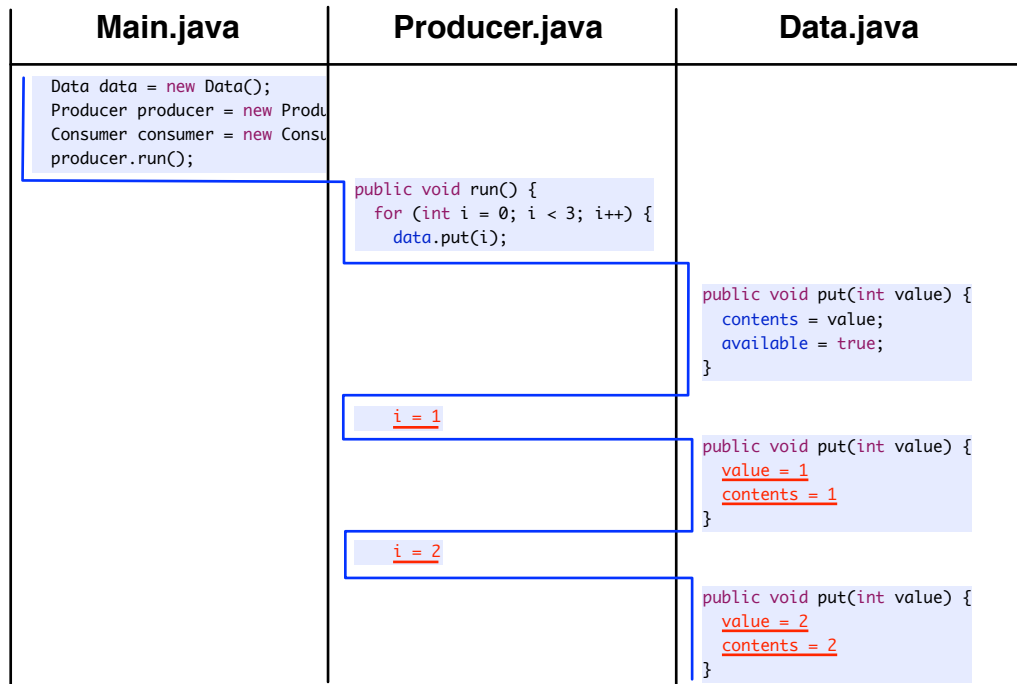 Main.java
Producer.java
Data.java
Data data = new Data();
Producer producer = new Produ
Consumer consumer = new Consu
producer.run();
public void run() {
for (int i = 0; i < 3; i++) {
data.put(i);
public void put(int value) {
contents = value;
available = true;
}
i = 1
public void put(int value) {
value = 1
contents = 1
}
i = 2
public void put(int value) {
value = 2
contents = 2
}